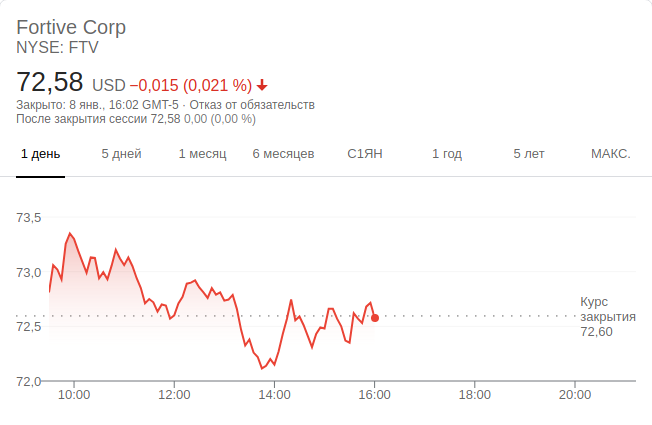 Fortive Corp
NYSE: FTV
72,58 USD −0,015 (0,021 %)
Закрыто: 8 янв., 16:02 GMT-5 · Отказ от обязательств
После закрытия сессии 72,58 0,00 (0,00 %)
1 день 5 дней 1 месяц 6 месяцев С1ЯН 1 год 5 лет МАКС.
73,5
73,0
72,5
72,0
Курс
закрытия
72,60
10:00 12:00 14:00 16:00 18:00 20:00